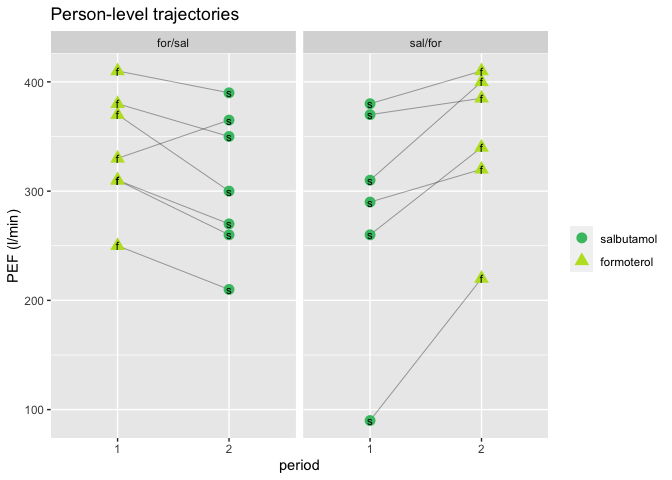 Person-level trajectories
for/sal
sal/for
PEF (l/min)
400
300
200
100
f
f
f
f
f
f
f
s
s
s
s
s
s
s
s
s
s
s
s
s
f
f
f
f
f
f
1
2
1
2
period
salbutamol
formoterol